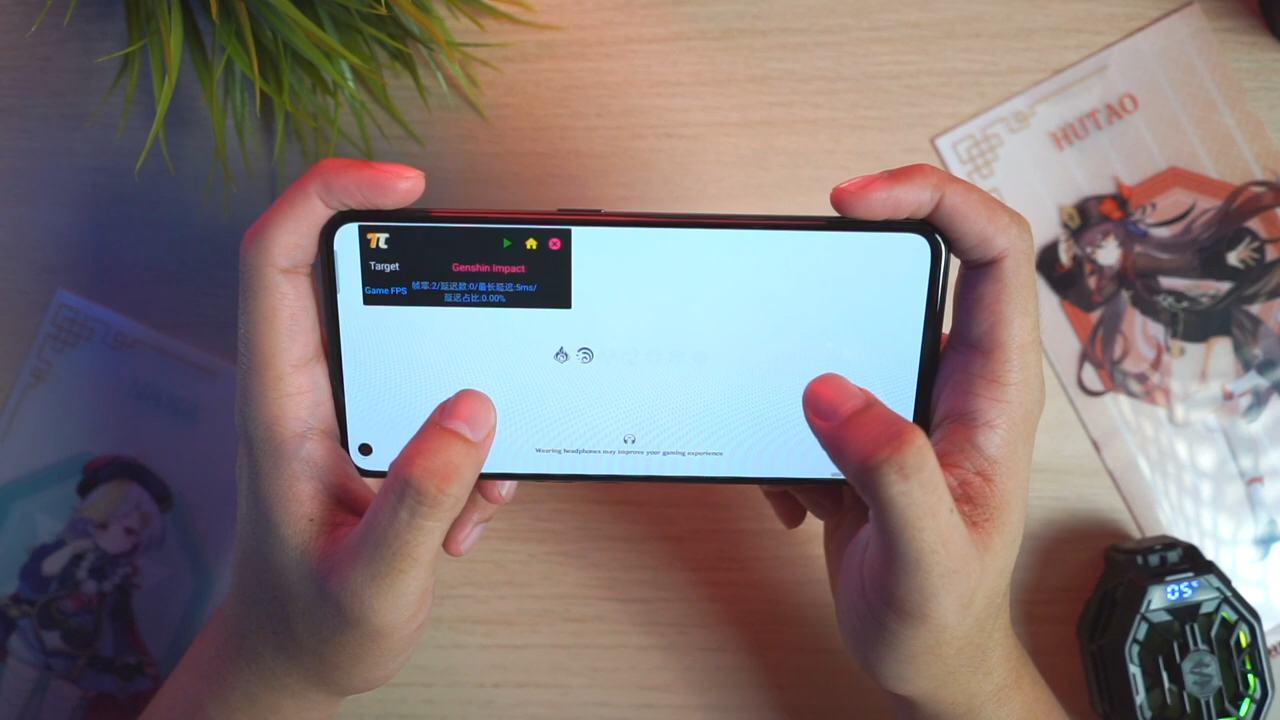 HUTAO
Target
Genshin Impact
Game FPS
帧率:2/延迟数:0/最长延迟:5ms/
延迟占比:0.00%
Wearing headphones may improve your gaming experience
05°